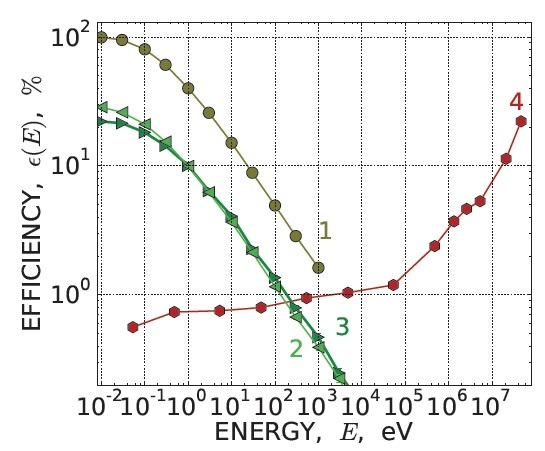 10² 
10¹
10⁰
EFFICIENCY, ϵ(E), %
1
2
3
4
10⁻² 10⁻¹ 10⁰ 10¹ 10² 10³ 10⁴ 10⁵ 10⁶ 10⁷
ENERGY, E, eV